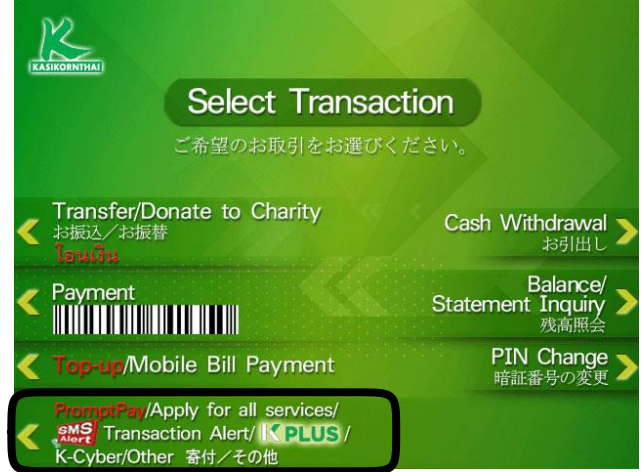 K
KASIKORNTHAI
Select Transaction
ご希望のお取引をお選びください。
Transfer/Donate to Charity
お振込／お振替
โอนเงิน
Payment
Top-up/Mobile Bill Payment
PromptPay/Apply for all services/
SMS Alert Transaction Alert/ K PLUS /
K-Cyber/Other 寄付／その他
Cash Withdrawal
お引出し
Balance/
Statement Inquiry
残高照会
PIN Change
暗証番号の変更